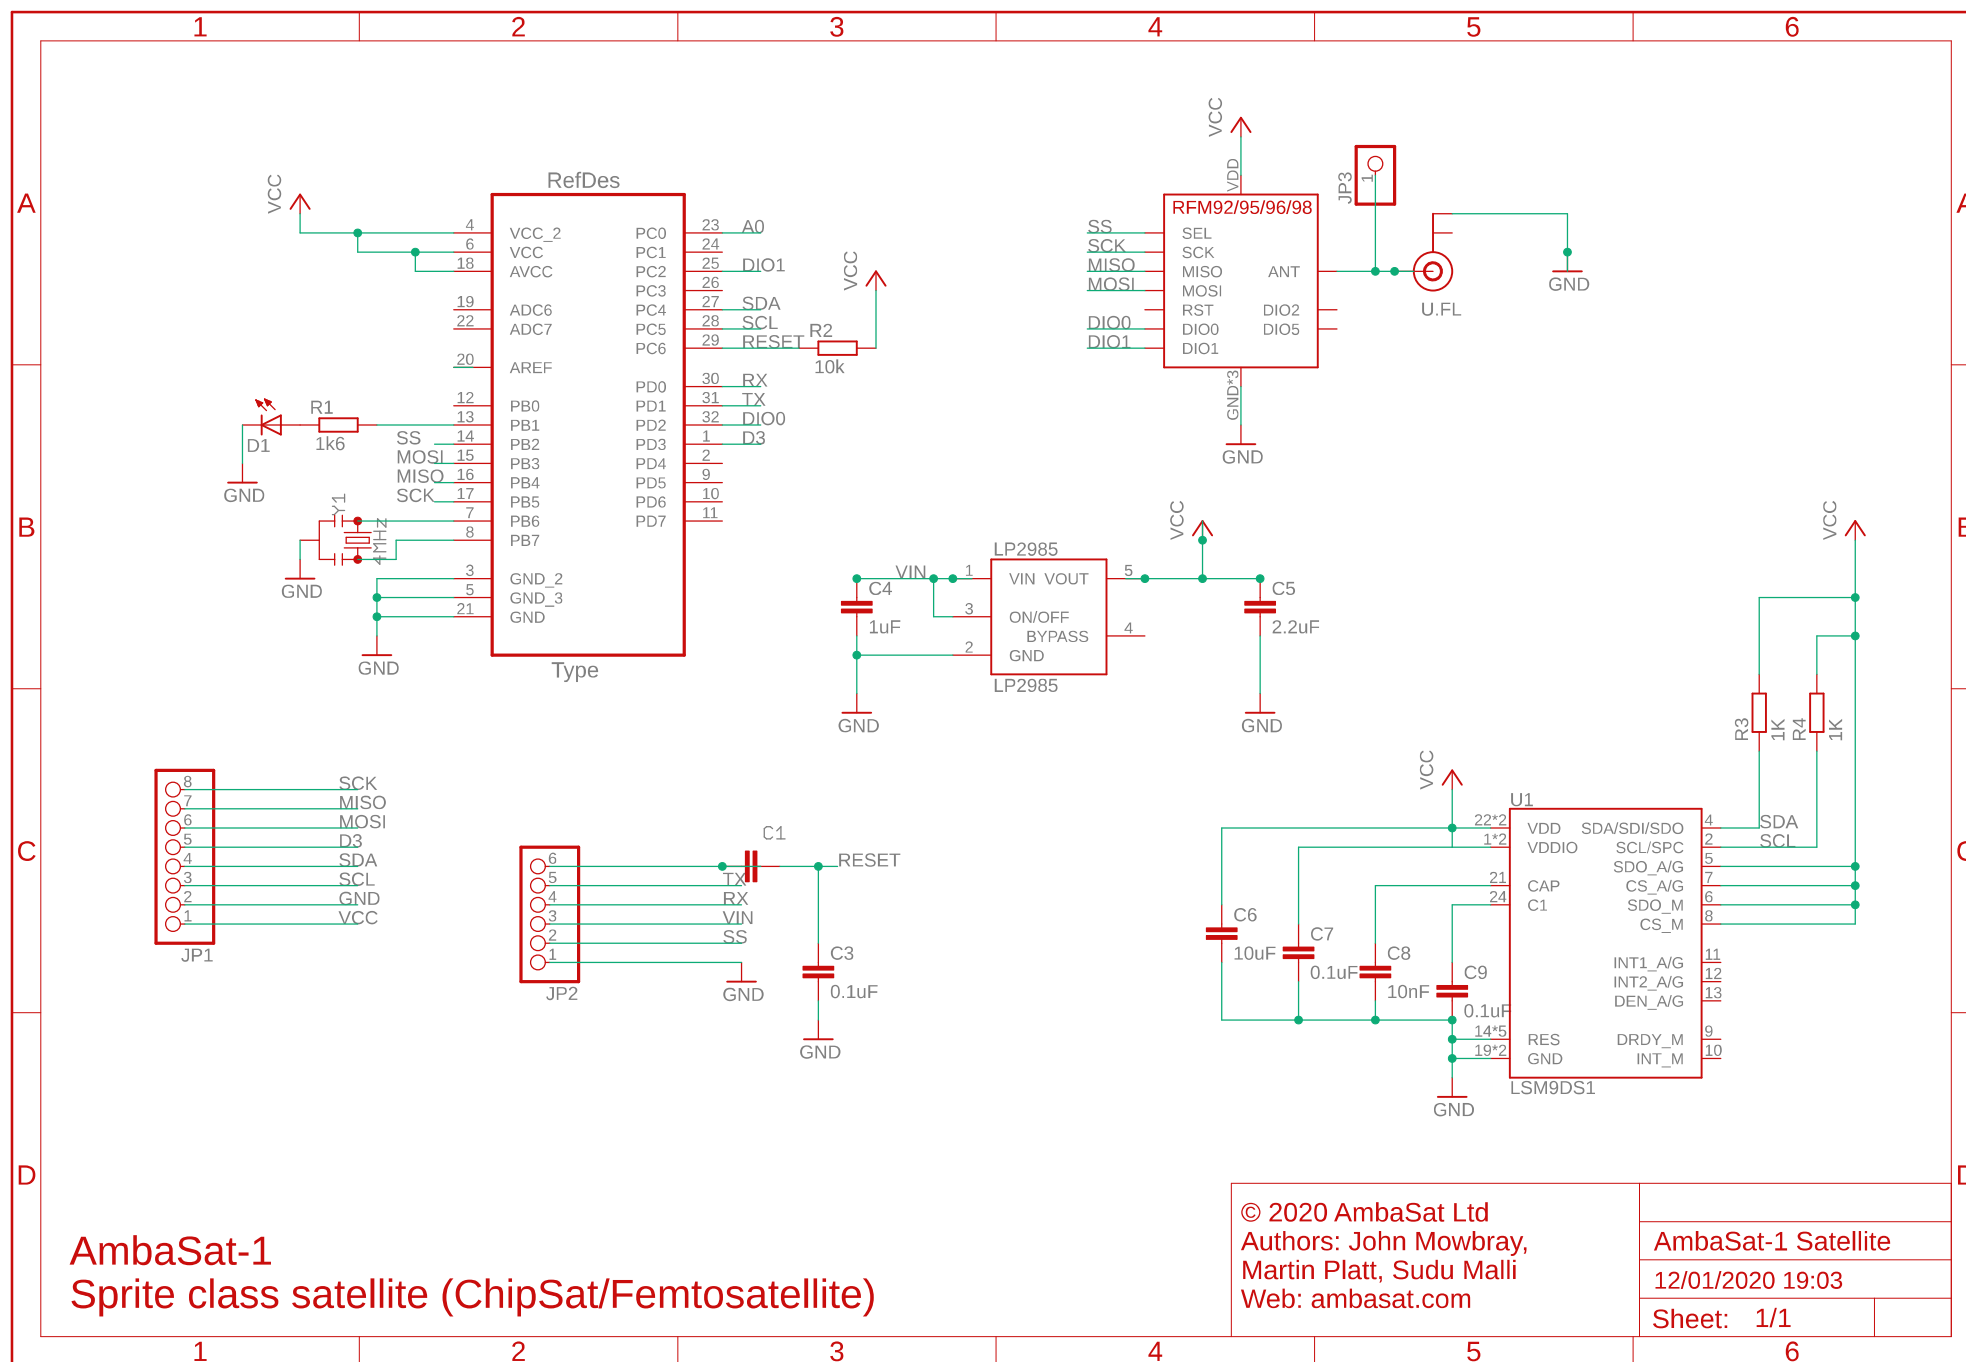 1 2 3 4 5 6
A
B
C
D
RefDes
VCC
4 VCC_2
6 VCC
18 AVCC
19 ADC6
22 ADC7
20 AREF
12 PB0
13 PB1
SS 14 PB2
MOSI 15 PB3
MISO 16 PB4
SCK 17 PB5
7 PB6
8 PB7
3 GND_2
5 GND_3
21 GND
PC0 23 A0
PC1 24
PC2 25 DIO1
PC3 26
PC4 27 SDA
PC5 28 SCL
PC6 29 RESET
PD0 30 RX
PD1 31 TX
PD2 32 DIO0
PD3 1 D3
PD4 2
PD5 9
PD6 10
PD7 11
Type
R2
10k
VCC
D1
R1
1k6
GND
Y1
4MHz
GND
GND
VCC
VDD
RFM92/95/96/98
SS SEL
SCK SCK
MISO MISO
MOSI MOSI
RST
DIO0 DIO0
DIO1 DIO1
ANT
DIO2
DIO5
GND*3
GND
JP3
1
U.FL
GND
LP2985
VIN 1 VIN
3 ON/OFF
2 GND
VOUT 5
BYPASS 4
LP2985
C4
1uF
GND
VCC
C5
2.2uF
GND
8 SCK
7 MISO
6 MOSI
5 D3
4 SDA
3 SCL
2 GND
1 VCC
JP1
6
5 TX
4 RX
3 VIN
2 SS
1
JP2
GND
C1
RESET
C3
0.1uF
GND
VCC
R3
1K
R4
1K
VCC
U1
22*2 VDD
1*2 VDDIO
21 CAP
24 C1
14*5 RES
19*2 GND
SDA/SDI/SDO 4 SDA
SCL/SPC 2 SCL
SDO_A/G 5
CS_A/G 7
SDO_M 6
CS_M 8
INT1_A/G 11
INT2_A/G 12
DEN_A/G 13
DRDY_M 9
INT_M 10
LSM9DS1
C6
10uF
C7
0.1uF
C8
10nF
C9
0.1uF
GND
AmbaSat-1
Sprite class satellite (ChipSat/Femtosatellite)
© 2020 AmbaSat Ltd
Authors: John Mowbray,
Martin Platt, Sudu Malli
Web: ambasat.com
AmbaSat-1 Satellite
12/01/2020 19:03
Sheet: 1/1
A
B
C
D
1 2 3 4 5 6